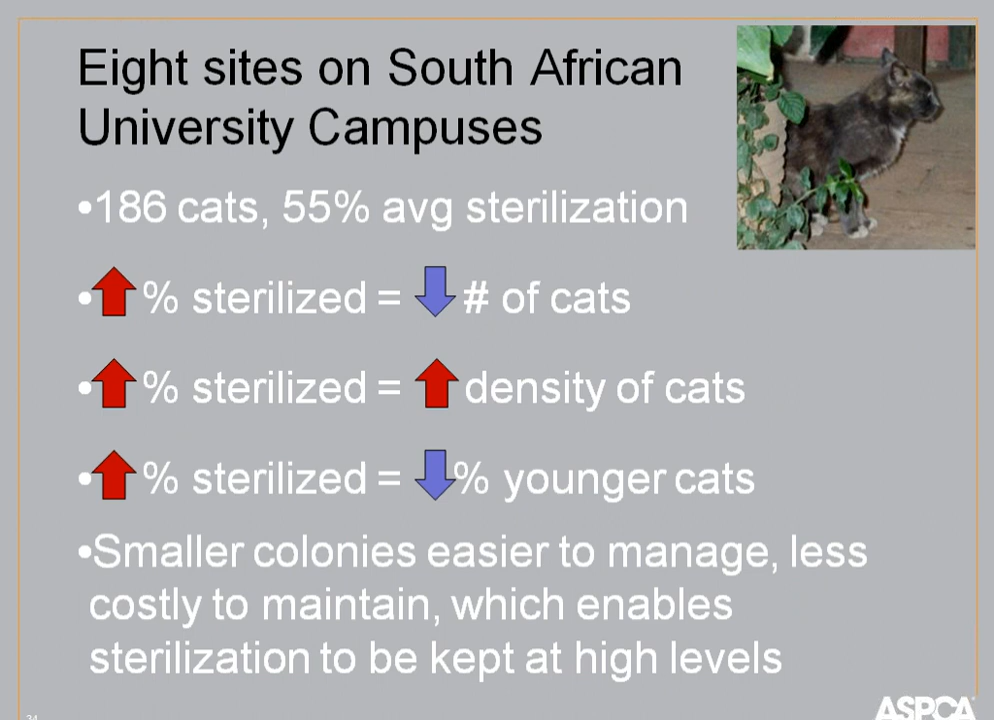 Eight sites on South African
University Campuses
•186 cats, 55% avg sterilization
•⬆% sterilized = ⬇# of cats
•⬆% sterilized = ⬆density of cats
•⬆% sterilized = ⬇% younger cats
•Smaller colonies easier to manage, less
costly to maintain, which enables
sterilization to be kept at high levels
34
ASPCA